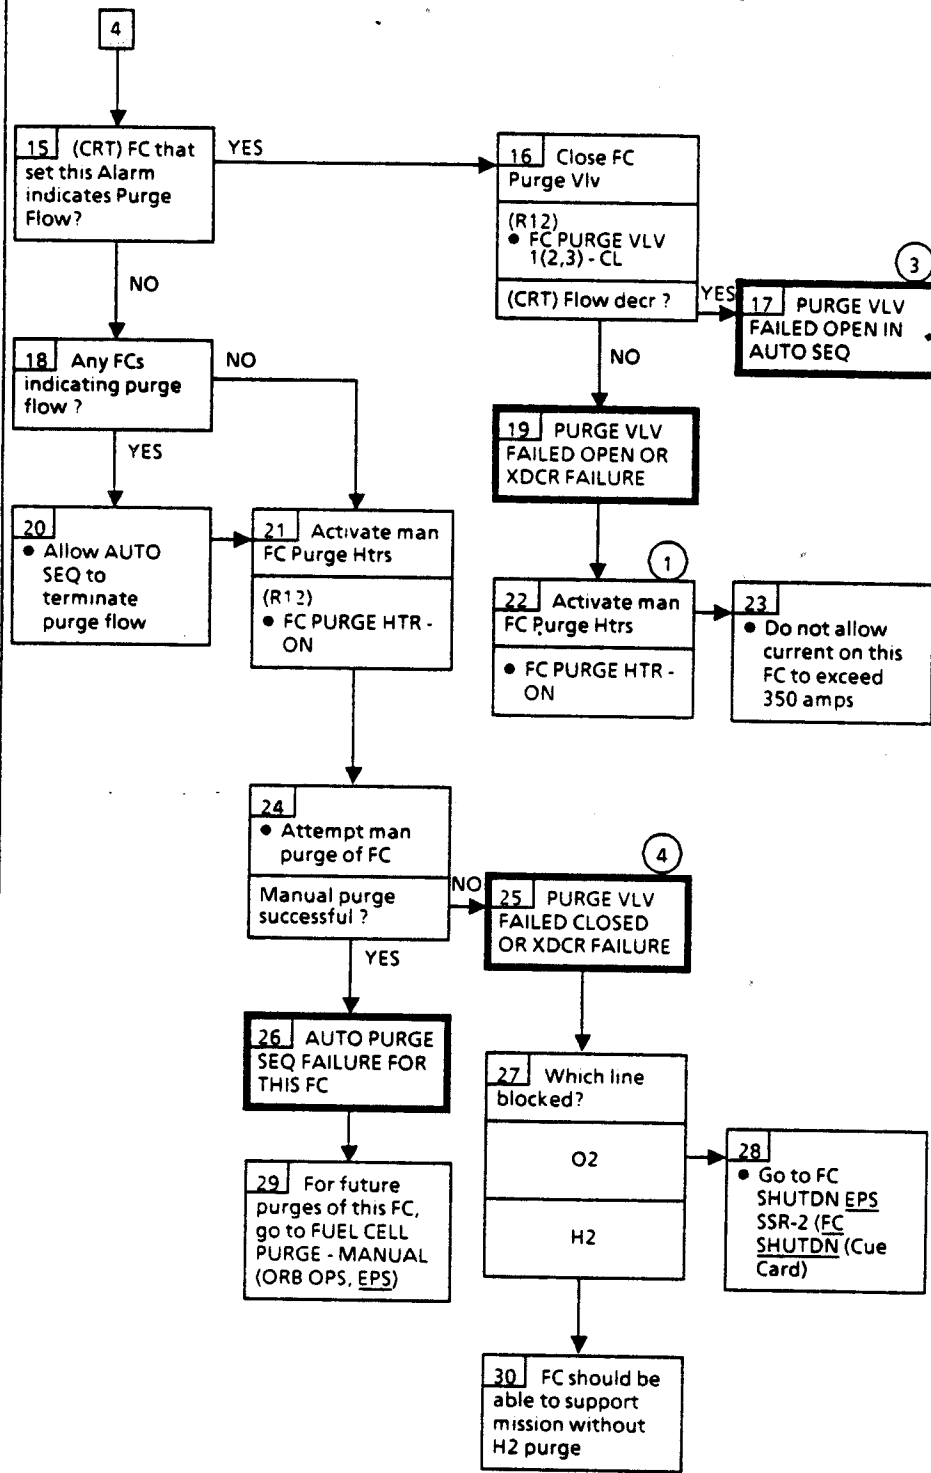 4
15 (CRT) FC that
set this Alarm
indicates Purge
Flow?
YES
NO
16 Close FC
Purge Vlv
(R12)
• FC PURGE VLV
1(2,3) - CL
(CRT) Flow decr ?
YES
NO
3
17 PURGE VLV
FAILED OPEN IN
AUTO SEQ
18 Any FCs
indicating purge
flow ?
NO
YES
19 PURGE VLV
FAILED OPEN OR
XDCR FAILURE
20
• Allow AUTO
SEQ to
terminate
purge flow
21 Activate man
FC Purge Htrs
(R12)
• FC PURGE HTR -
ON
1
22 Activate man
FC Purge Htrs
• FC PURGE HTR -
ON
23
• Do not allow
current on this
FC to exceed
350 amps
24
• Attempt man
purge of FC
Manual purge
successful ?
NO
YES
4
25 PURGE VLV
FAILED CLOSED
OR XDCR FAILURE
26 AUTO PURGE
SEQ FAILURE FOR
THIS FC
27 Which line
blocked?
O2
H2
28
• Go to FC
SHUTDN EPS
SSR-2 (FC
SHUTDN (Cue
Card)
29 For future
purges of this FC,
go to FUEL CELL
PURGE - MANUAL
(ORB OPS, EPS)
30 FC should be
able to support
mission without
H2 purge